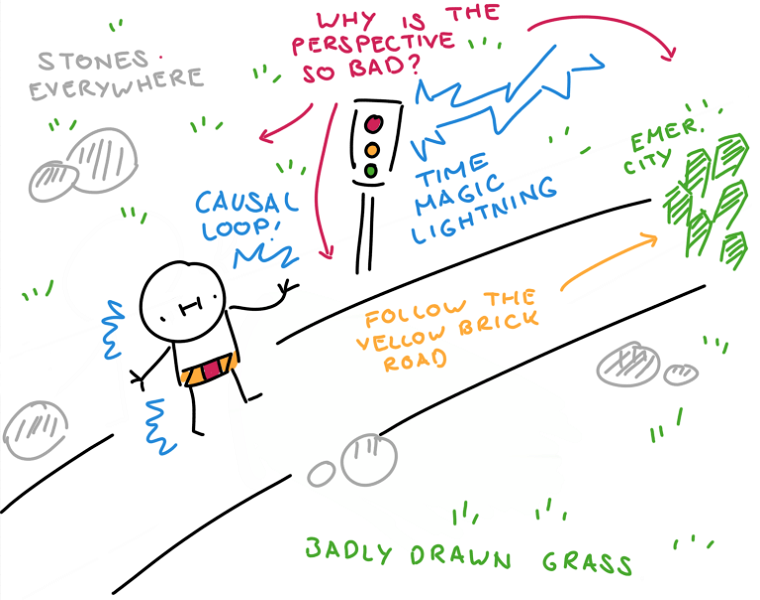 WHY IS THE
PERSPECTIVE
SO BAD?
STONES
EVERYWHERE
EMER.
CITY
TIME
MAGIC
LIGHTNING
CAUSAL
LOOP!
FOLLOW THE
YELLOW BRICK
ROAD
BADLY DRAWN GRASS